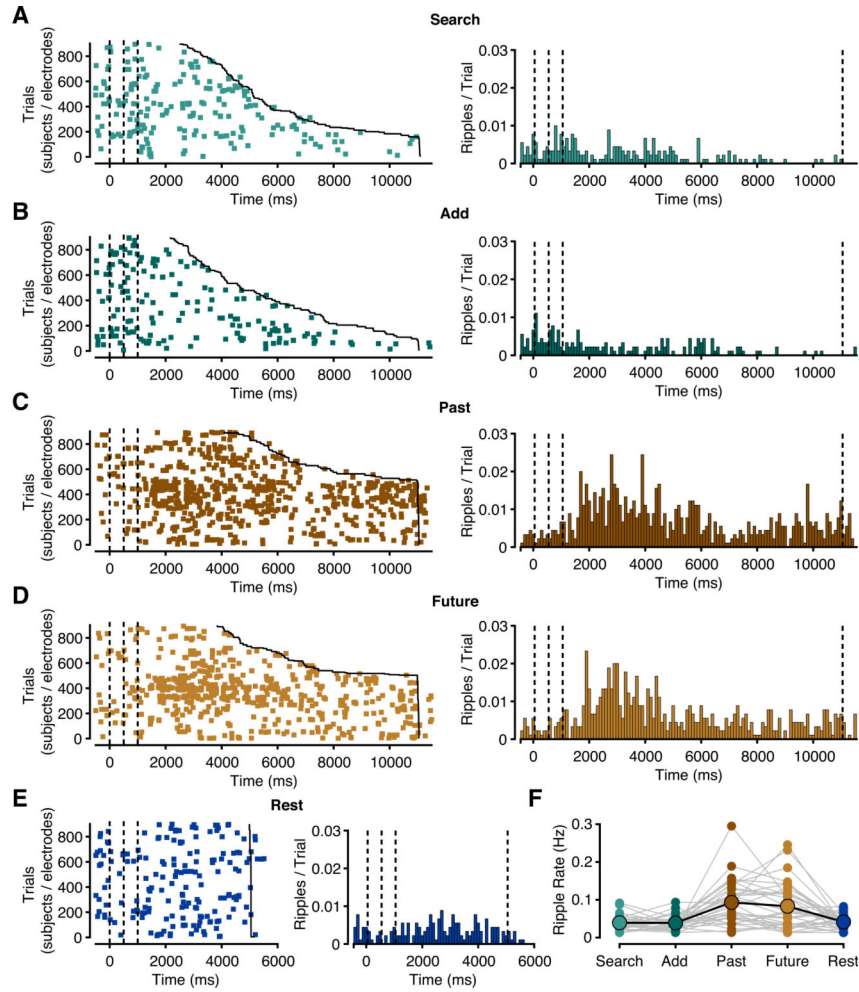 A
Search
Trials
(subjects / electrodes)
800
600
400
200
0
0 2000 4000 6000 8000 10000
Time (ms)
Ripples / Trial
0.03
0.02
0.01
0
0 2000 4000 6000 8000 10000
Time (ms)
B
Add
Trials
(subjects / electrodes)
800
600
400
200
0
0 2000 4000 6000 8000 10000
Time (ms)
Ripples / Trial
0.03
0.02
0.01
0
0 2000 4000 6000 8000 10000
Time (ms)
C
Past
Trials
(subjects / electrodes)
800
600
400
200
0
0 2000 4000 6000 8000 10000
Time (ms)
Ripples / Trial
0.03
0.02
0.01
0
0 2000 4000 6000 8000 10000
Time (ms)
D
Future
Trials
(subjects / electrodes)
800
600
400
200
0
0 2000 4000 6000 8000 10000
Time (ms)
Ripples / Trial
0.03
0.02
0.01
0
0 2000 4000 6000 8000 10000
Time (ms)
E
Rest
Trials
(subjects / electrodes)
800
600
400
200
0
0 2000 4000 6000
Time (ms)
Ripples / Trial
0.03
0.02
0.01
0
0 2000 4000 6000
Time (ms)
F
Ripple Rate (Hz)
0.3
0.2
0.1
0
Search Add Past Future Rest